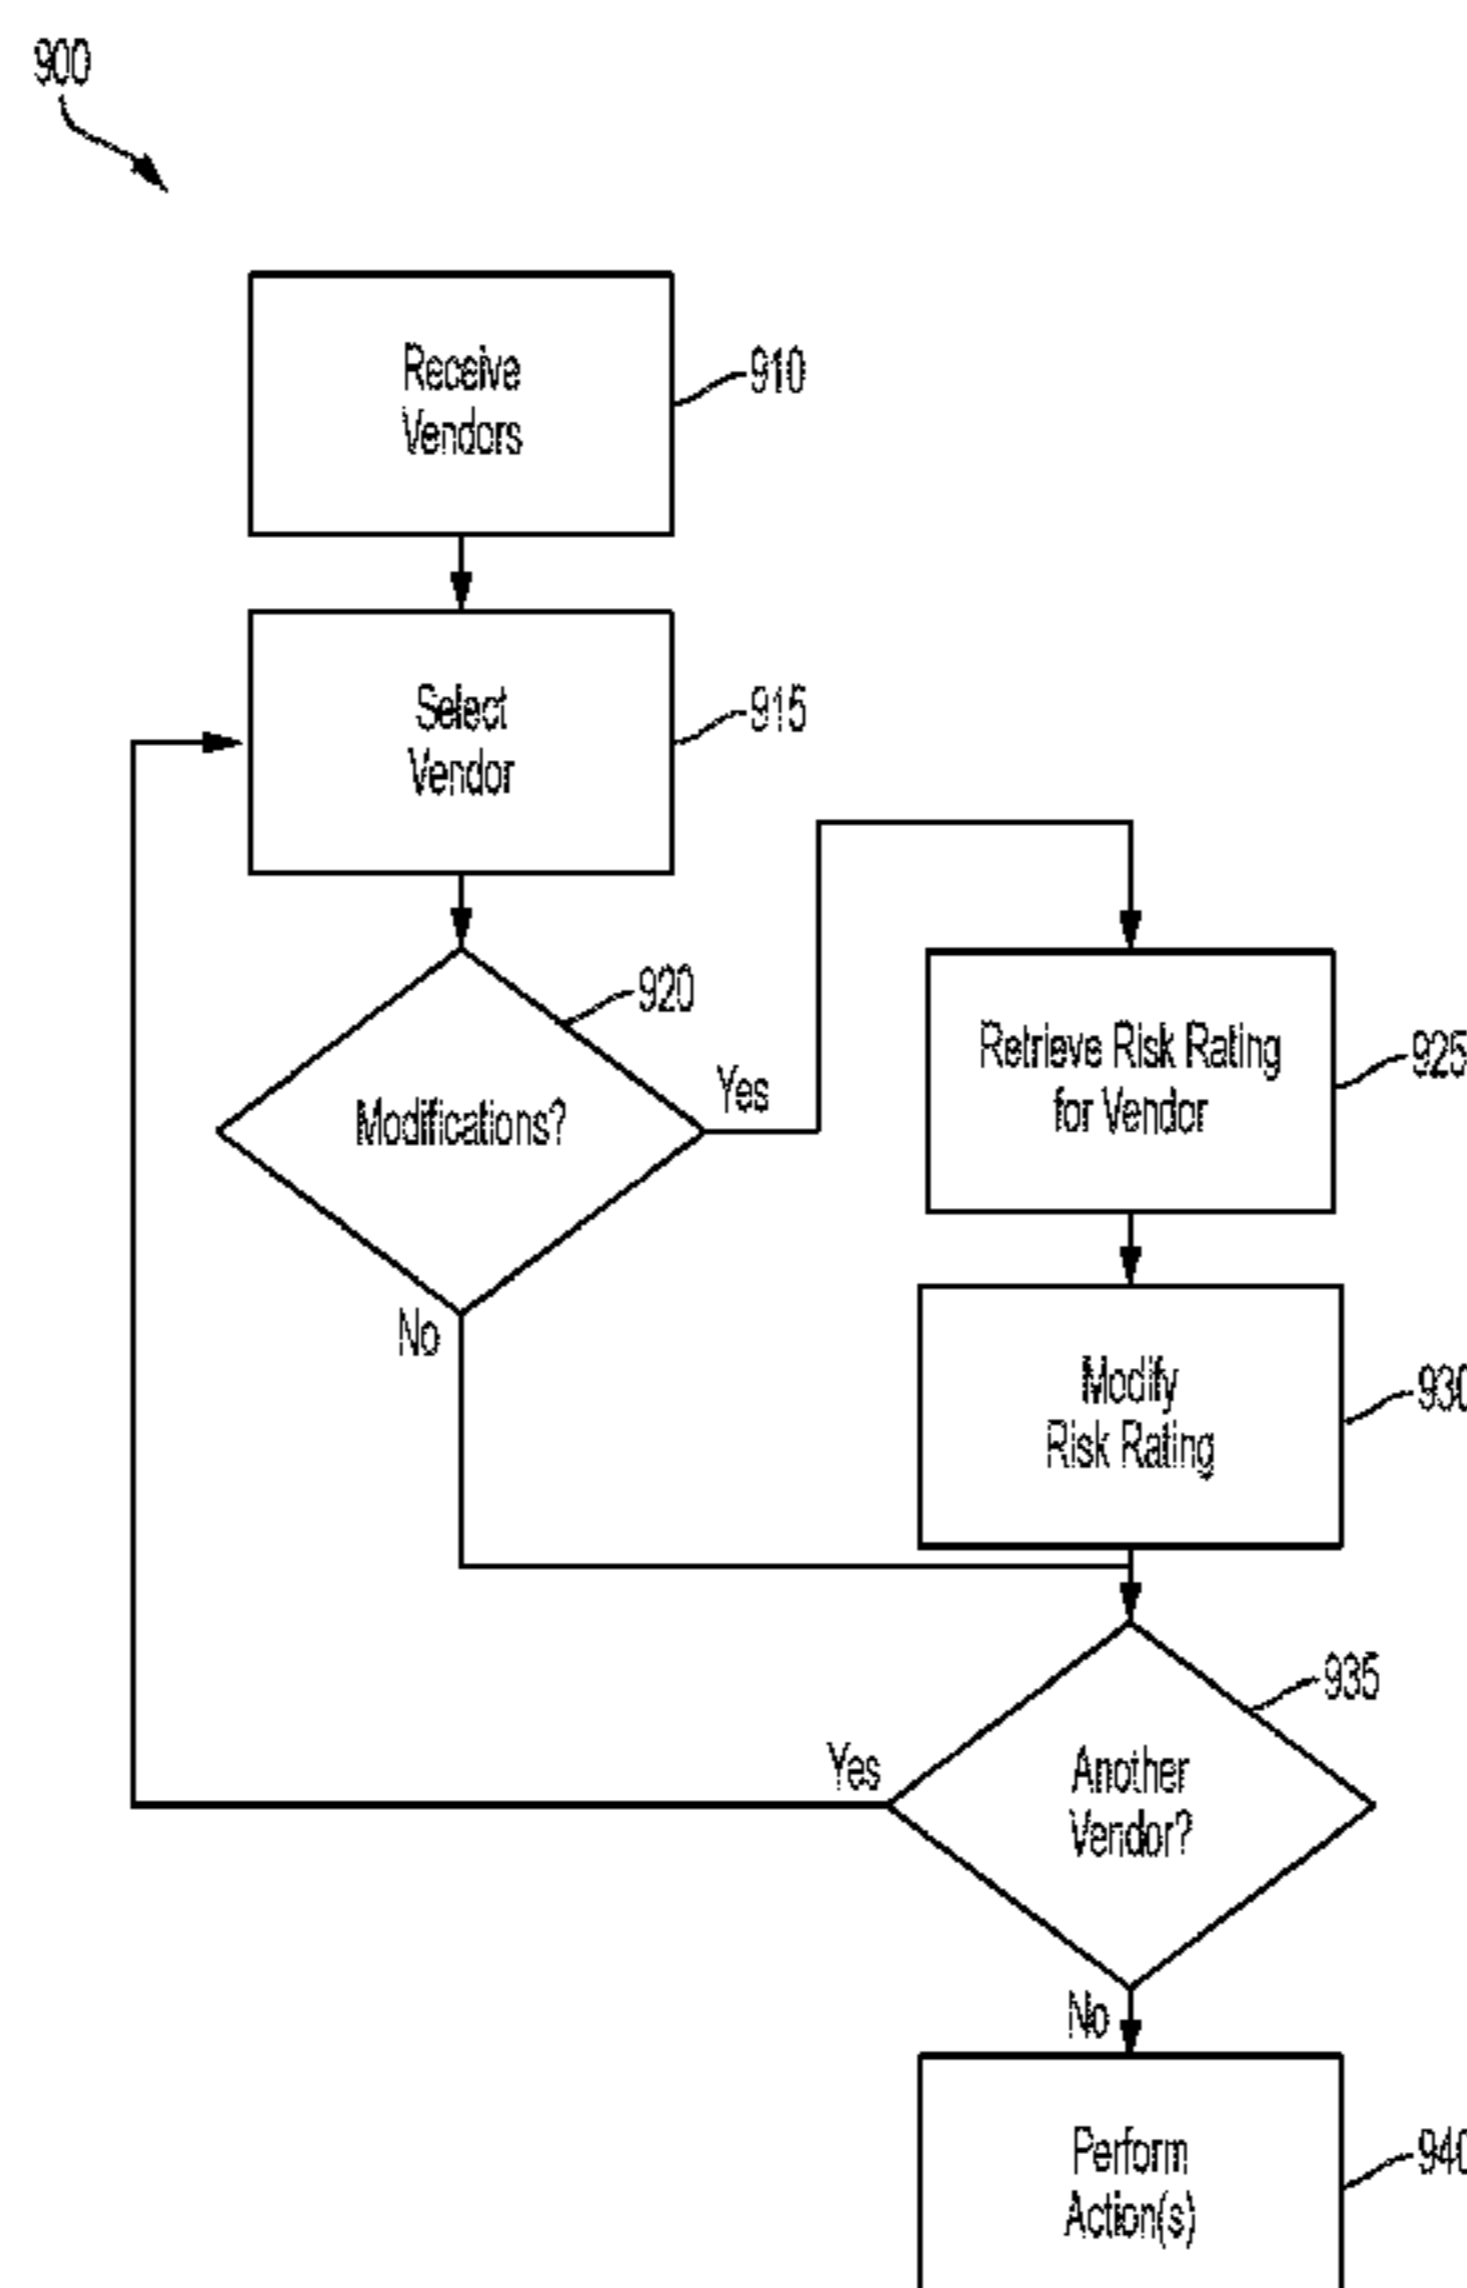 900
Receive
Vendors
910
Select
Vendor
915
920
Modifications?
Yes
No
Retrieve Risk Rating
for Vendor
925
Modify
Risk Rating
930
935
Another
Vendor?
Yes
No
Perform
Action(s)
940